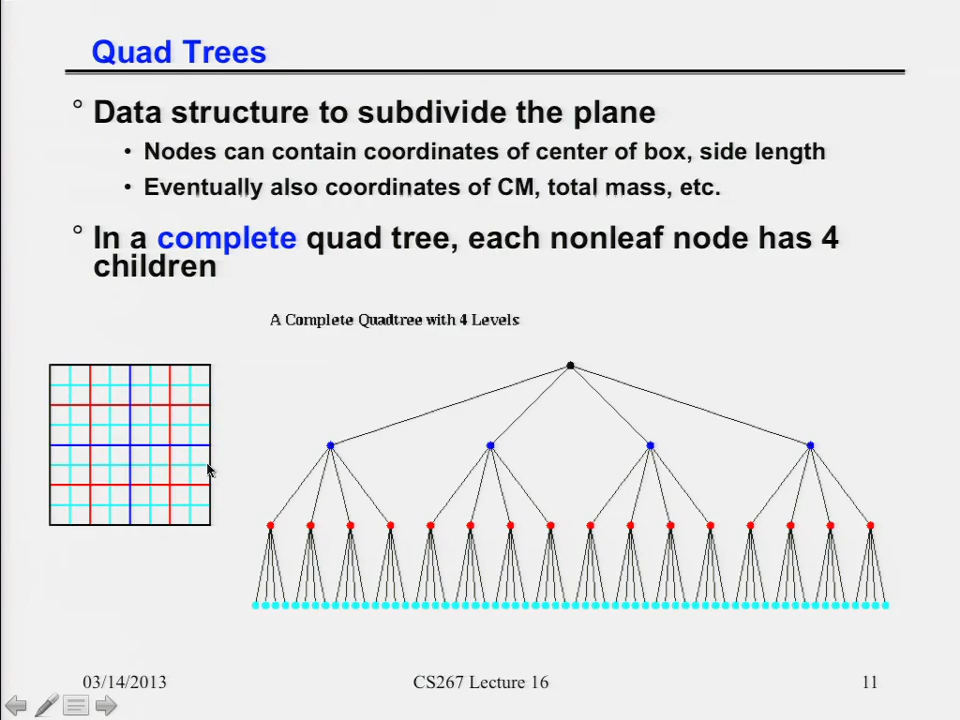 Quad Trees
° Data structure to subdivide the plane
• Nodes can contain coordinates of center of box, side length
• Eventually also coordinates of CM, total mass, etc.
° In a complete quad tree, each nonleaf node has 4
children
A Complete Quadtree with 4 Levels
03/14/2013 CS267 Lecture 16 11